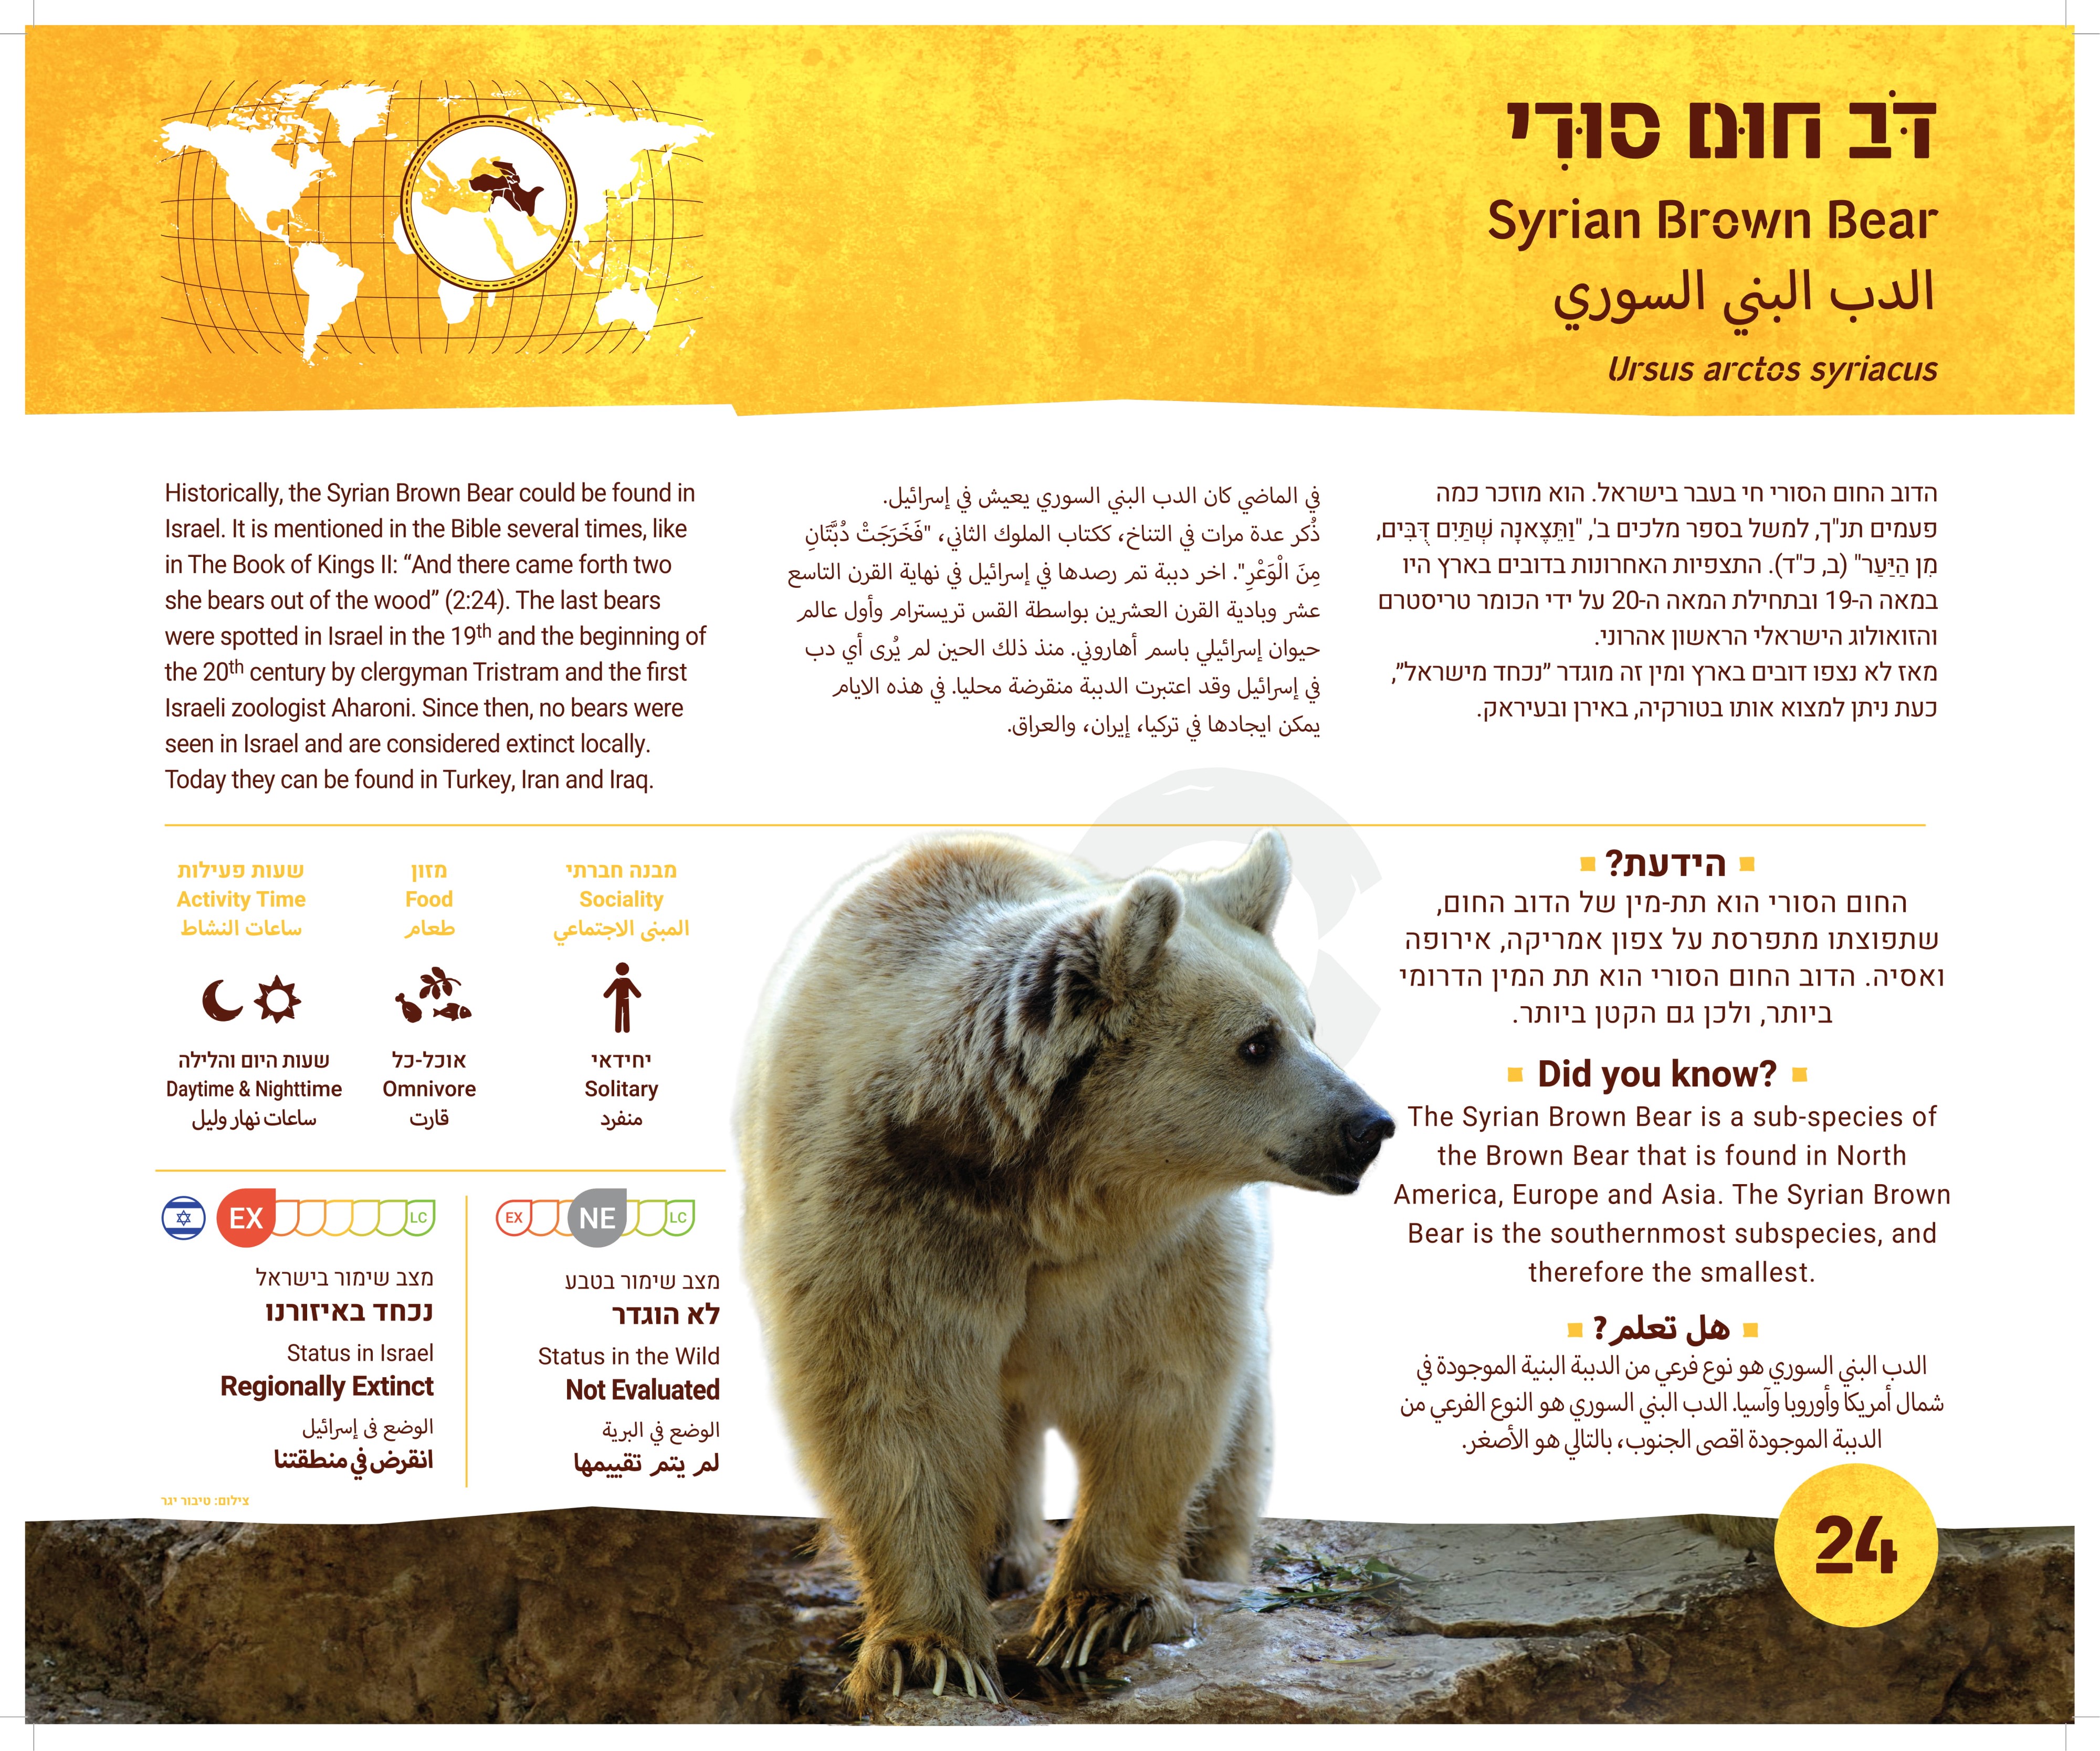 דֹּב חוּם סוּרִי
Syrian Brown Bear
الدب البني السوري
Ursus arctos syriacus
הדוב החום הסורי חי בעבר בישראל. הוא מוזכר כמה
פעמים תנ"ך, למשל בספר מלכים ב', "וַתֵּצֶאנָה שְׁתַּיִם דֻּבִּים,
מִן הַיַּעַר" (ב, כ"ד). התצפיות האחרונות בדובים בארץ היו
במאה ה-19 ובתחילת המאה ה-20 על ידי הכומר טריסטרם
והזואולוג הישראלי הראשון אהרוני.
מאז לא נצפו דובים בארץ ומין זה מוגדר ״נכחד מישראל״,
כעת ניתן למצוא אותו בטורקיה, באירן ובעיראק.
في الماضي كان الدب البني السوري يعيش في إسرائيل.
ذُكر عدة مرات في التناخ، ككتاب الملوك الثاني، "فَخَرَجَتْ دُبَّتَانِ
مِنَ الْوَعْرِ". اخر دببة تم رصدها في إسرائيل في نهاية القرن التاسع
عشر وبادية القرن العشرين بواسطة القس تريسترام وأول عالم
حيوان إسرائيلي باسم أهاروني. منذ ذلك الحين لم يُرى أي دب
في إسرائيل وقد اعتبرت الدببة منقرضة محليا. في هذه الايام
يمكن ايجادها في تركيا، إيران، والعراق.
Historically, the Syrian Brown Bear could be found in
Israel. It is mentioned in the Bible several times, like
in The Book of Kings II: “And there came forth two
she bears out of the wood” (2:24). The last bears
were spotted in Israel in the 19th and the beginning of
the 20th century by clergyman Tristram and the first
Israeli zoologist Aharoni. Since then, no bears were
seen in Israel and are considered extinct locally.
Today they can be found in Turkey, Iran and Iraq.
שעות פעילות
Activity Time
ساعات النشاط
שעות היום והלילה
Daytime & Nighttime
ساعات نهار وليل
מזון
Food
طعام
אוכל-כל
Omnivore
قارت
מבנה חברתי
Sociality
المبنى الاجتماعي
יחידאי
Solitary
منفرد
EX LC
מצב שימור בישראל
נכחד באיזורנו
Status in Israel
Regionally Extinct
الوضع في إسرائيل
انقرض في منطقتنا
EX NE LC
מצב שימור בטבע
לא הוגדר
Status in the Wild
Not Evaluated
الوضع في البرية
لم يتم تقييمها
צילום: טיבור יגר
הידעת?
החום הסורי הוא תת-מין של הדוב החום,
שתפוצתו מתפרסת על צפון אמריקה, אירופה
ואסיה. הדוב החום הסורי הוא תת המין הדרומי
ביותר, ולכן גם הקטן ביותר.
Did you know?
The Syrian Brown Bear is a sub-species of
the Brown Bear that is found in North
America, Europe and Asia. The Syrian Brown
Bear is the southernmost subspecies, and
therefore the smallest.
هل تعلم؟
الدب البني السوري هو نوع فرعي من الدببة البنية الموجودة في
شمال أمريكا وأوروبا وآسيا. الدب البني السوري هو النوع الفرعي من
الدببة الموجودة اقصى الجنوب، بالتالي هو الأصغر.
24